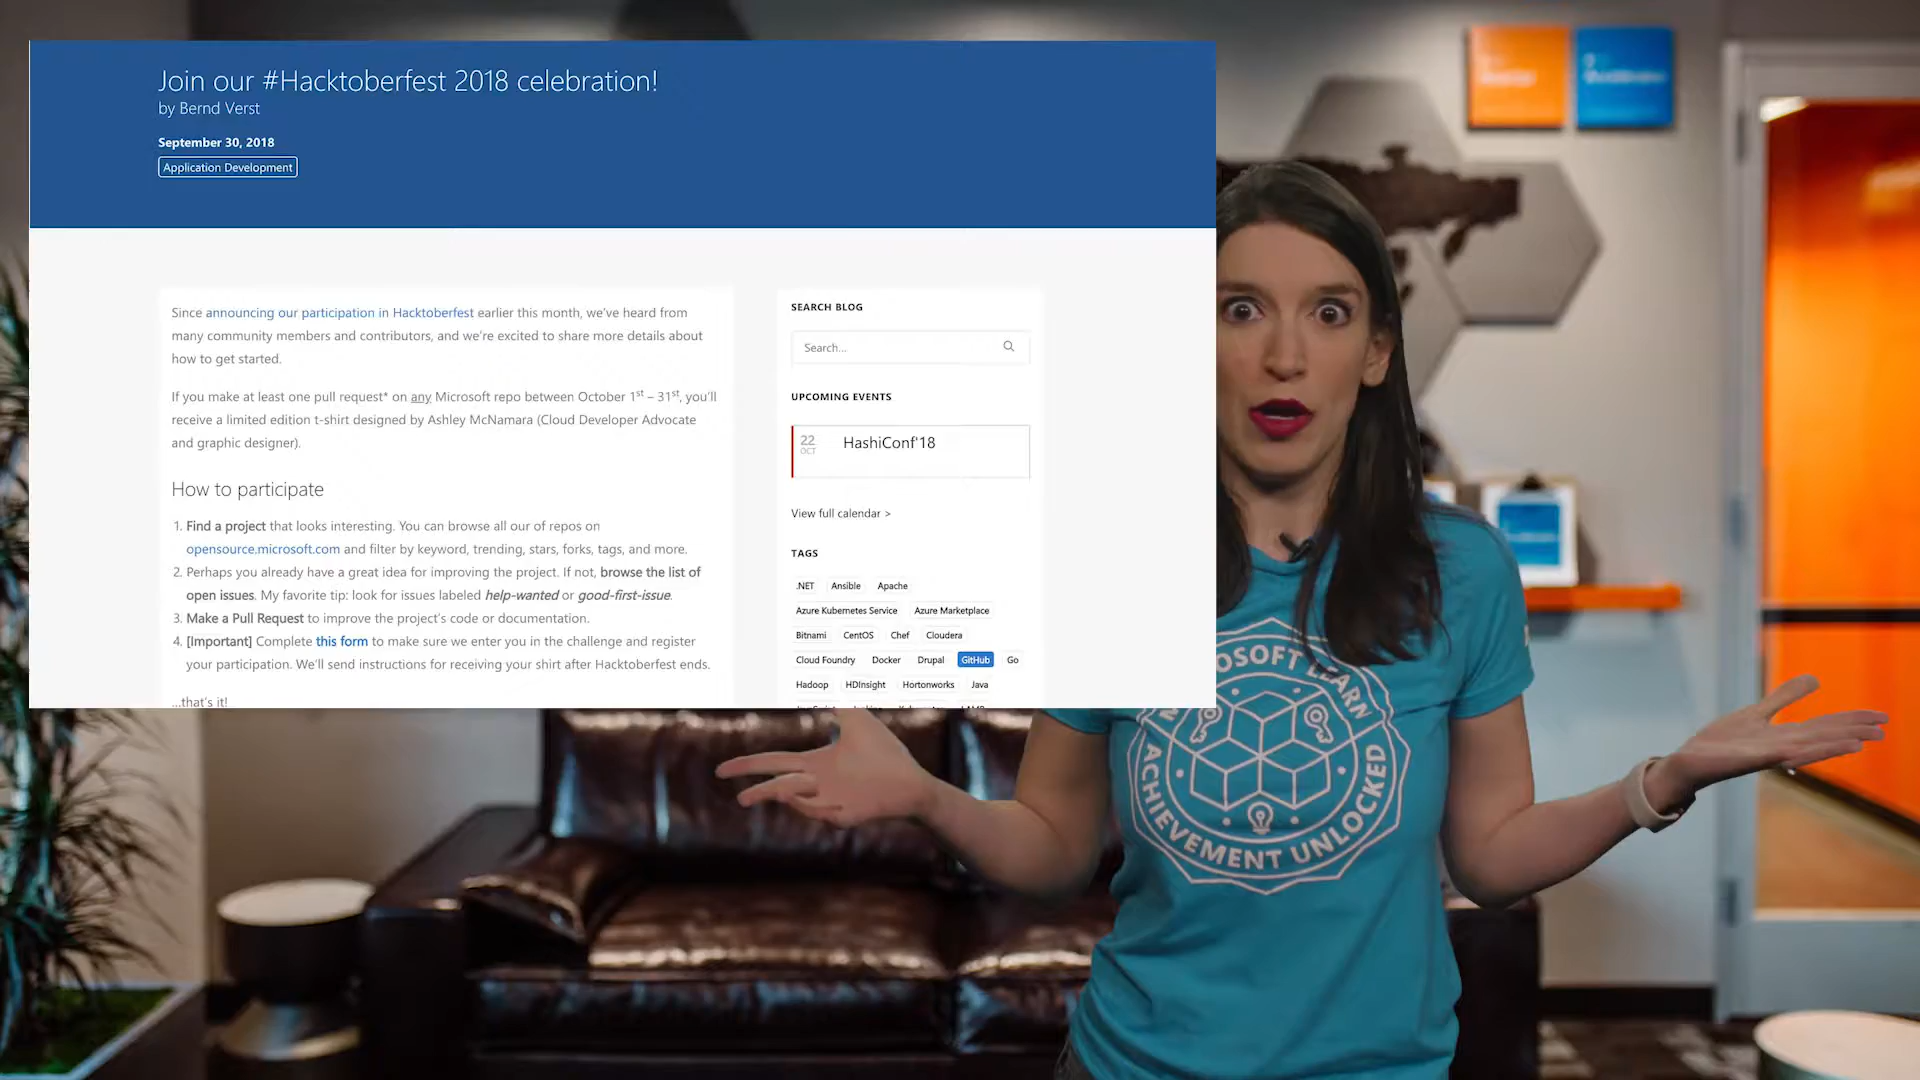 Join our #Hacktoberfest 2018 celebration!
by Bernd Verst
September 30, 2018
Application Development
Since announcing our participation in Hacktoberfest earlier this month, we've heard from
many community members and contributors, and we're excited to share more details about
how to get started.
If you make at least one pull request* on any Microsoft repo between October 1st – 31st, you'll
receive a limited edition t-shirt designed by Ashley McNamara (Cloud Developer Advocate
and graphic designer).
How to participate
1. Find a project that looks interesting. You can browse all our of repos on
opensource.microsoft.com and filter by keyword, trending, stars, forks, tags, and more.
2. Perhaps you already have a great idea for improving the project. If not, browse the list of
open issues. My favorite tip: look for issues labeled help-wanted or good-first-issue.
3. Make a Pull Request to improve the project's code or documentation.
4. [Important] Complete this form to make sure we enter you in the challenge and register
your participation. We'll send instructions for receiving your shirt after Hacktoberfest ends.
...that's it!
SEARCH BLOG
Search...
UPCOMING EVENTS
22
OCT
HashiConf'18
View full calendar >
TAGS
.NET Ansible Apache
Azure Kubernetes Service Azure Marketplace
Bitnami CentOS Chef Cloudera
Cloud Foundry Docker Drupal GitHub Go
Hadoop HDInsight Hortonworks Java
OSOFT LEARN
ACHIEVEMENT UNLOCKED